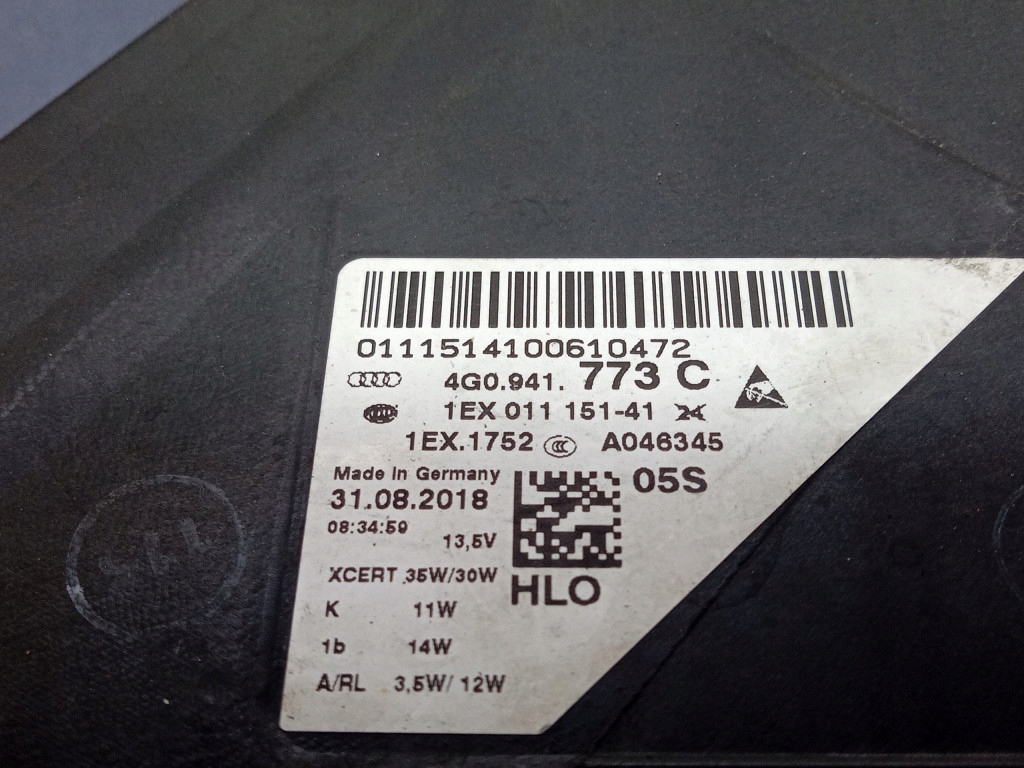 0111514100610472
4G0.941. 773 C
1EX 011 151-41 24
1EX.1752 CCC A046345
Made in Germany
31.08.2018
05S
08:34:59
13,5V
XCERT 35W/30W
HLO
K 11W
1b 14W
A/RL 3,5W/ 12W